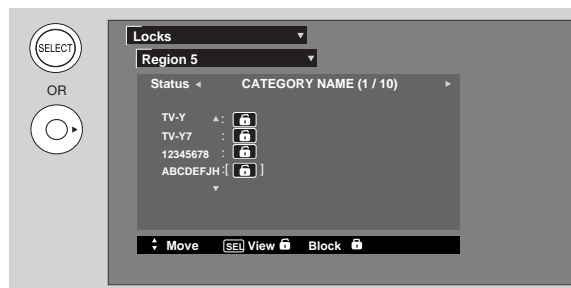 SELECT
OR
Locks
Region 5
Status CATEGORY NAME (1 / 10)
TV-Y :
TV-Y7 :
12345678 :
ABCDEFJH :[ ]
Move SEL View Block